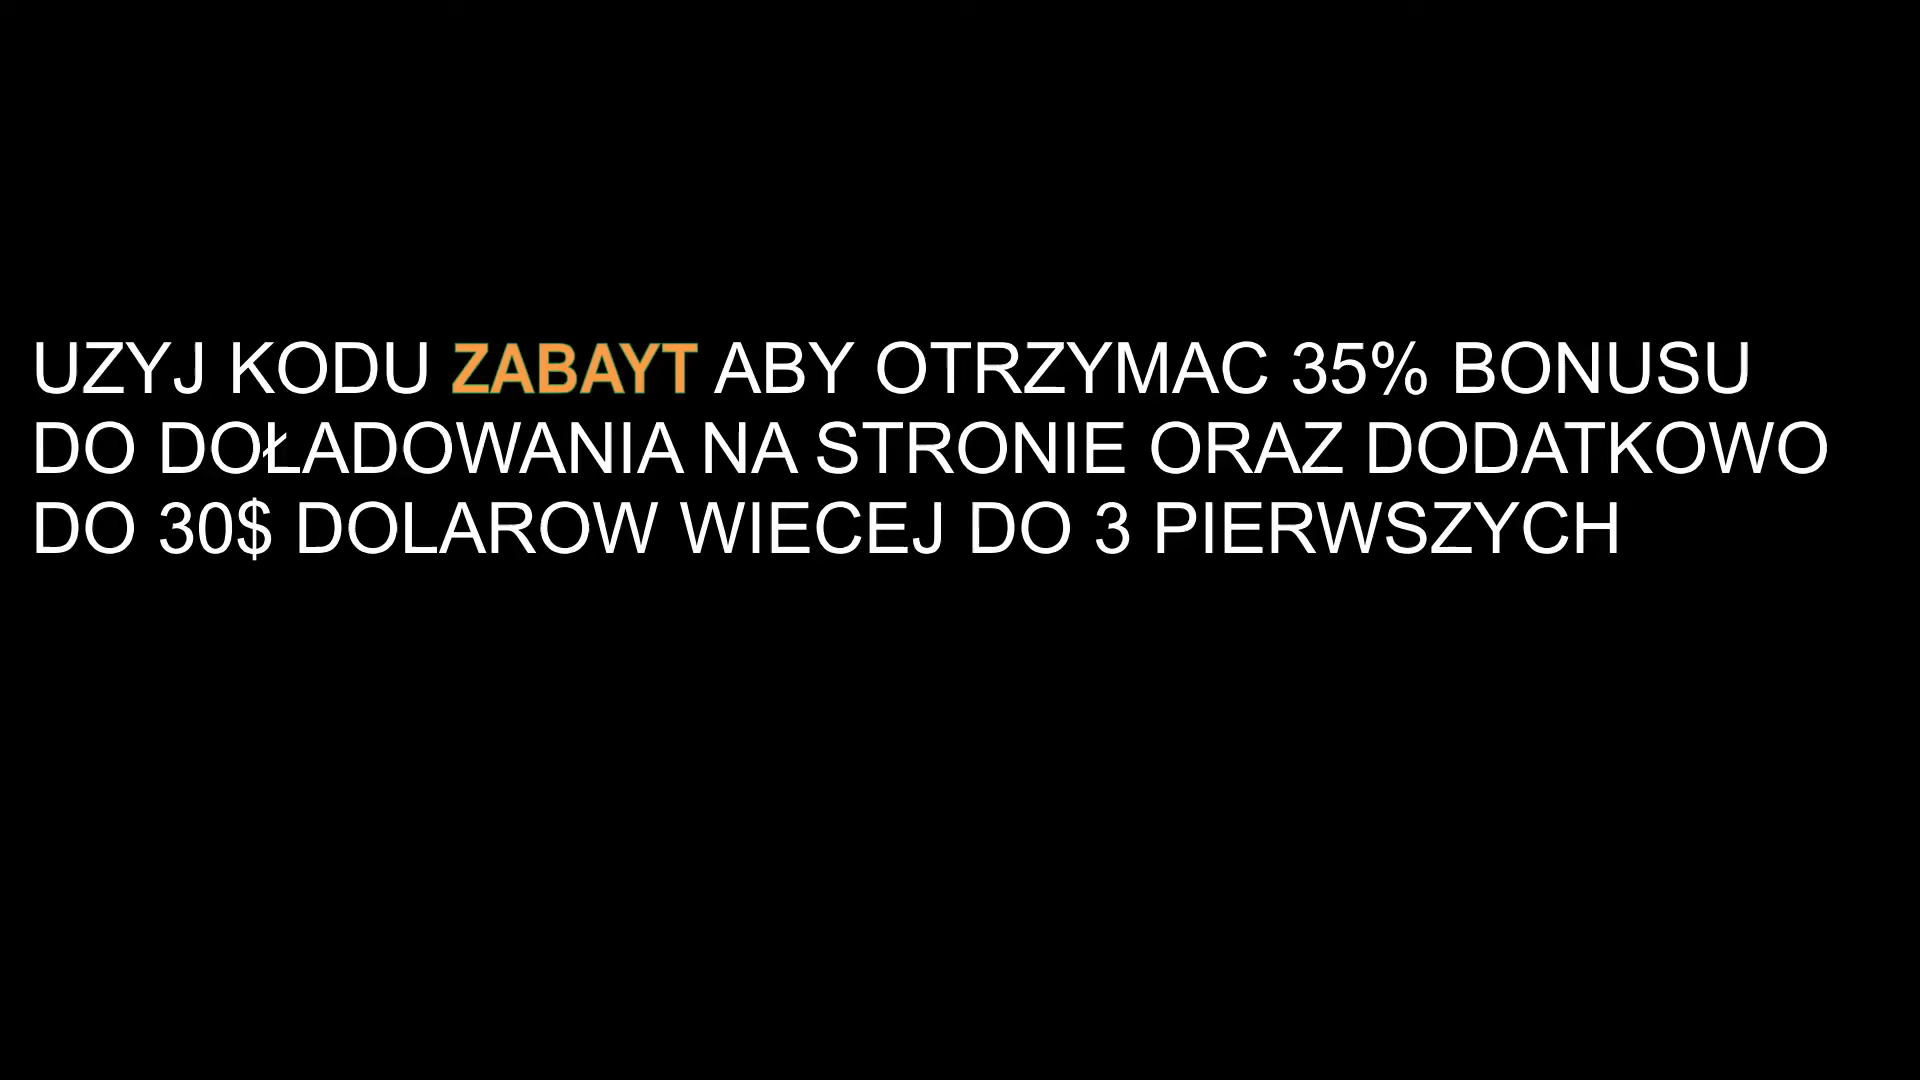 UZYJ KODU ZABAYT ABY OTRZYMAC 35% BONUSU
DO DOŁADOWANIA NA STRONIE ORAZ DODATKOWO
DO 30$ DOLAROW WIECEJ DO 3 PIERWSZYCH